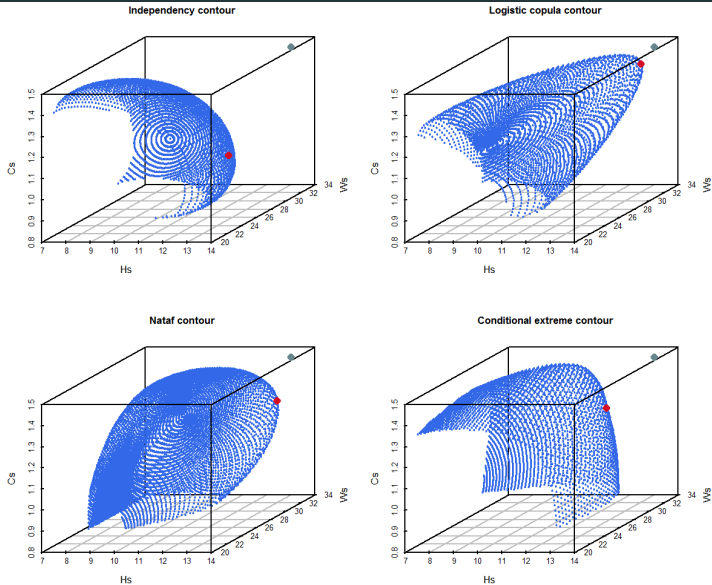 Independency contour
Logistic copula contour
Cs
0.8 0.9 1.0 1.1 1.2 1.3 1.4 1.5
7 8 9 10 11 12 13 14
Hs
20 22 24 26 28 30 32 34
Ws
Cs
0.8 0.9 1.0 1.1 1.2 1.3 1.4 1.5
7 8 9 10 11 12 13 14
Hs
20 22 24 26 28 30 32 34
Ws
Nataf contour
Conditional extreme contour
Cs
0.8 0.9 1.0 1.1 1.2 1.3 1.4 1.5
7 8 9 10 11 12 13 14
Hs
20 22 24 26 28 30 32 34
Ws
Cs
0.8 0.9 1.0 1.1 1.2 1.3 1.4 1.5
7 8 9 10 11 12 13 14
Hs
20 22 24 26 28 30 32 34
Ws